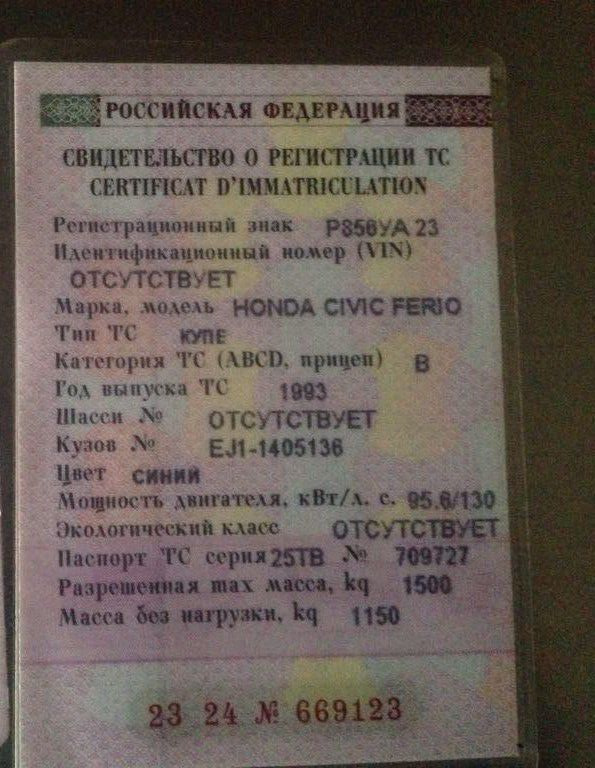 РОССИЙСКАЯ ФЕДЕРАЦИЯ
СВИДЕТЕЛЬСТВО О РЕГИСТРАЦИИ ТС
CERTIFICAT D'IMMATRICULATION
Регистрационный знак Р856УА 23
Идентификационный номер (VIN)
ОТСУТСТВУЕТ
Марка, модель HONDA CIVIC FERIO
Тип ТС КУПЕ
Категория ТС (ABCD, прицеп) B
Год выпуска ТС 1993
Шасси № ОТСУТСТВУЕТ
Кузов № EJ1-1405136
Цвет СИНИЙ
Мощность двигателя, кВт/л. с. 95.6/130
Экологический класс ОТСУТСТВУЕТ
Паспорт ТС серия 25ТВ № 709727
Разрешенная max масса, kq 1500
Масса без нагрузки, kq 1150
23 24 № 669123